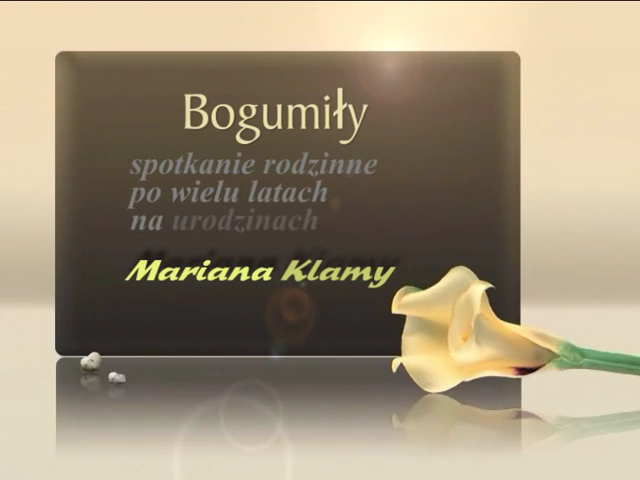 Bogumiły
spotkanie rodzinne
po wielu latach
na urodzinach
Mariana Klamy